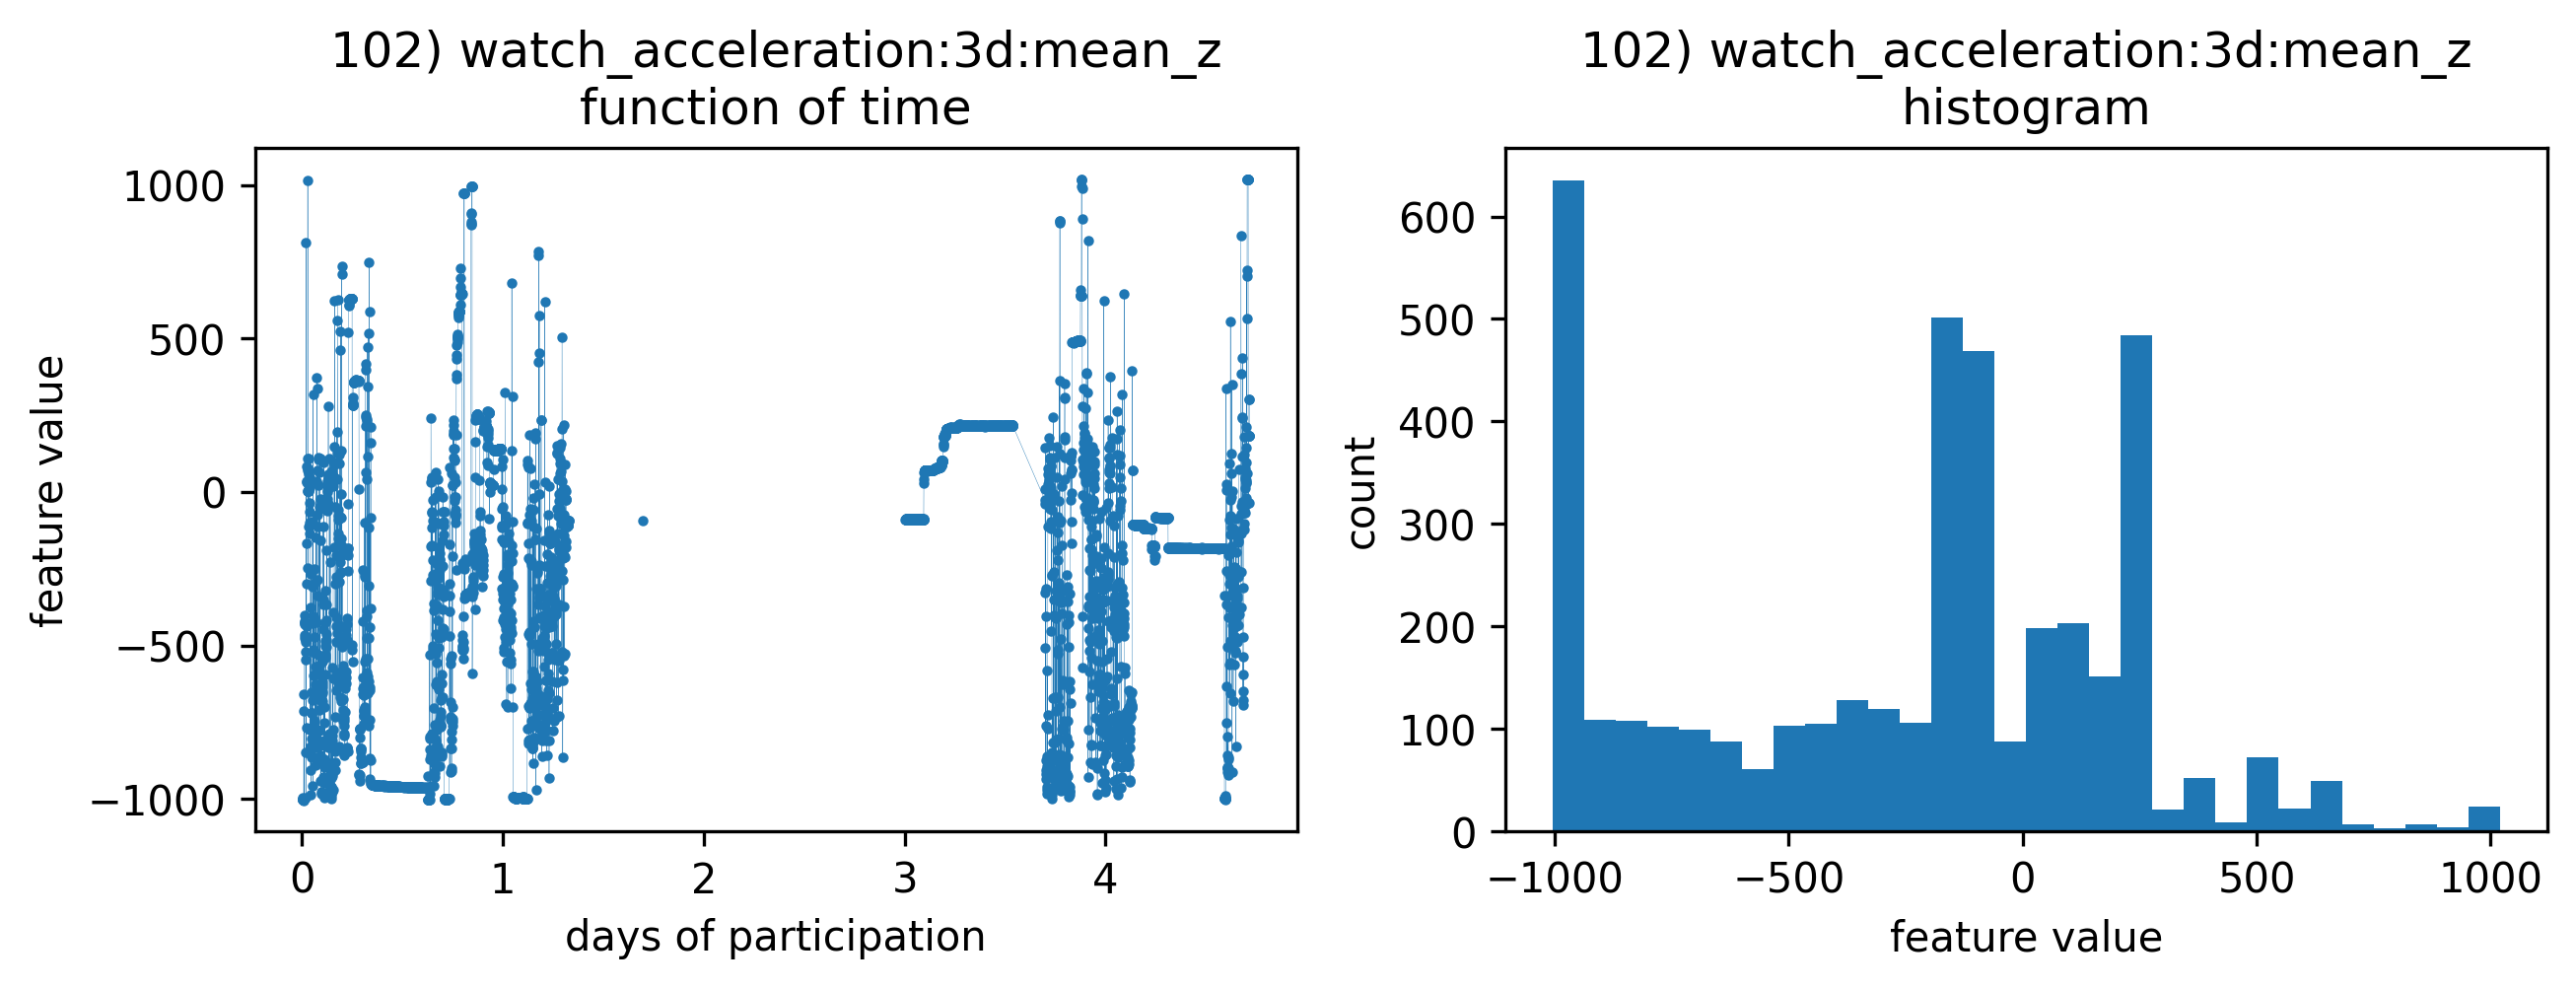 102) watch_acceleration:3d:mean_z
function of time
1000
500
0
−500
−1000
feature value
0
1
2
3
4
days of participation
102) watch_acceleration:3d:mean_z
histogram
600
500
400
300
200
100
0
count
−1000
−500
0
500
1000
feature value